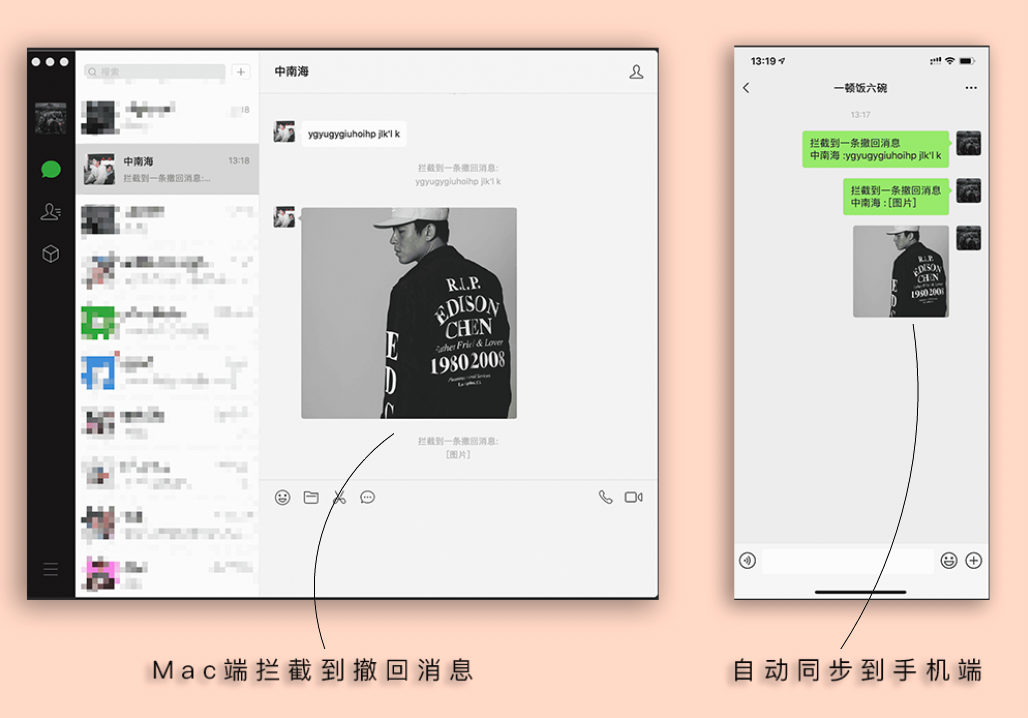 搜索
18
中南海
13:18
拦截到一条撤回消息:...
中南海
ygyugygiuhoihp jlk'l k
拦截到一条撤回消息:
ygyugygiuhoihp jlk'l k
R.I.P.
EDISON
CHEN
Father Friend & Lover
1980 2008
拦截到一条撤回消息:
[图片]
Mac端拦截到撤回消息
13:19
一顿饭六碗
13:17
拦截到一条撤回消息
中南海 :ygyugygiuhoihp jlk'l k
拦截到一条撤回消息
中南海 : [图片]
R.I.P.
EDISON
CHEN
1980 2008
自动同步到手机端